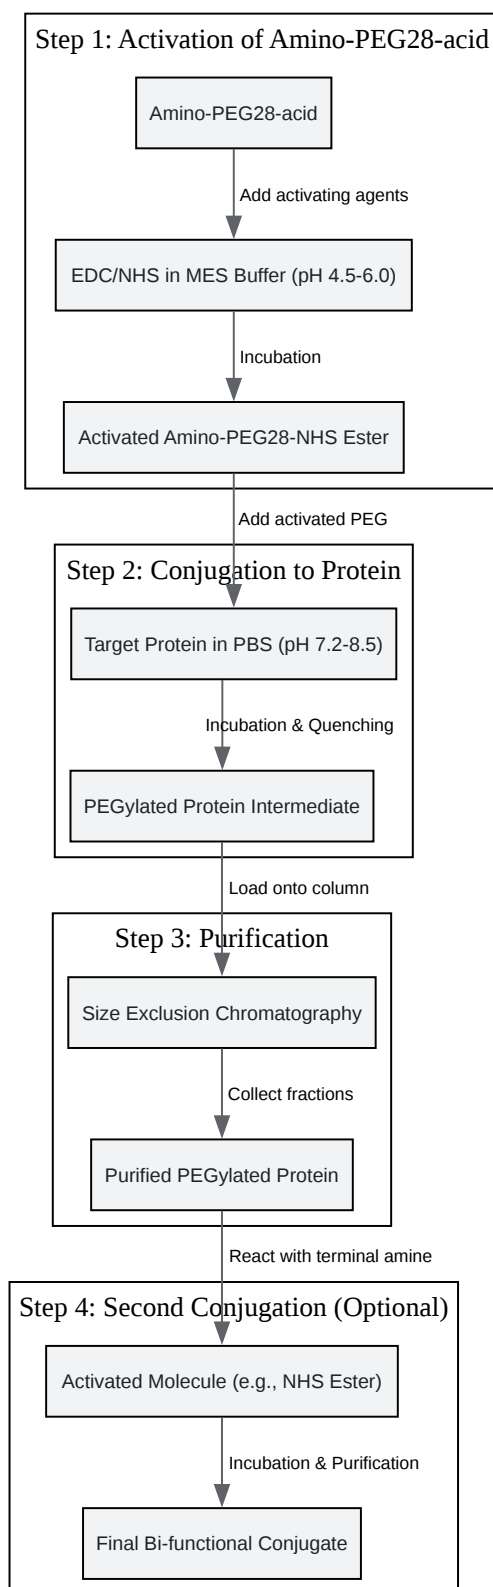 Step 1: Activation of Amino-PEG28-acid
Amino-PEG28-acid
Add activating agents
EDC/NHS in MES Buffer (pH 4.5-6.0)
Incubation
Activated Amino-PEG28-NHS Ester
Add activated PEG
Step 2: Conjugation to Protein
Target Protein in PBS (pH 7.2-8.5)
Incubation & Quenching
PEGylated Protein Intermediate
Load onto column
Step 3: Purification
Size Exclusion Chromatography
Collect fractions
Purified PEGylated Protein
React with terminal amine
Step 4: Second Conjugation (Optional)
Activated Molecule (e.g., NHS Ester)
Incubation & Purification
Final Bi-functional Conjugate